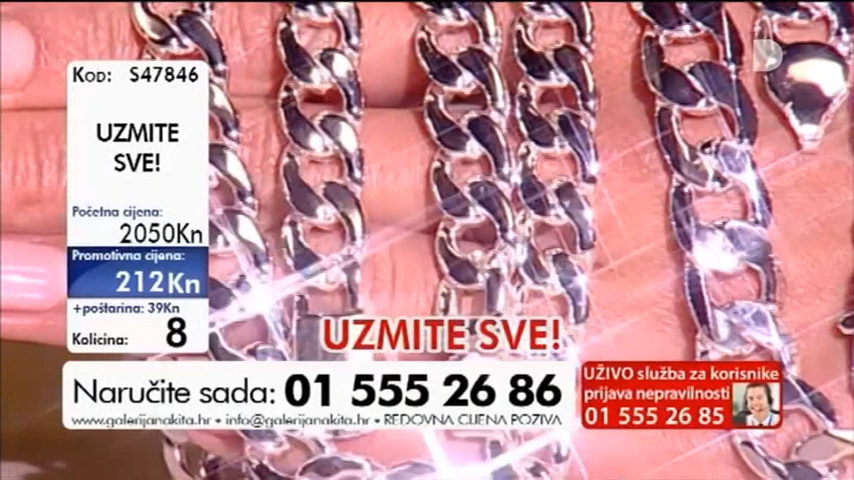 Kod: S47846
UZMITE
SVE!
Početna cijena:
2050Kn
Promotivna cijena:
212Kn
+poštarina: 39Kn
Kolicina: 8
UZMITE SVE!
Naručite sada: 01 555 26 86
www.galerijanakita.hr • info@galerijanakita.hr • REDOVNA CIJENA POZIVA
UŽIVO služba za korisnike
prijava nepravilnosti
01 555 26 85
D